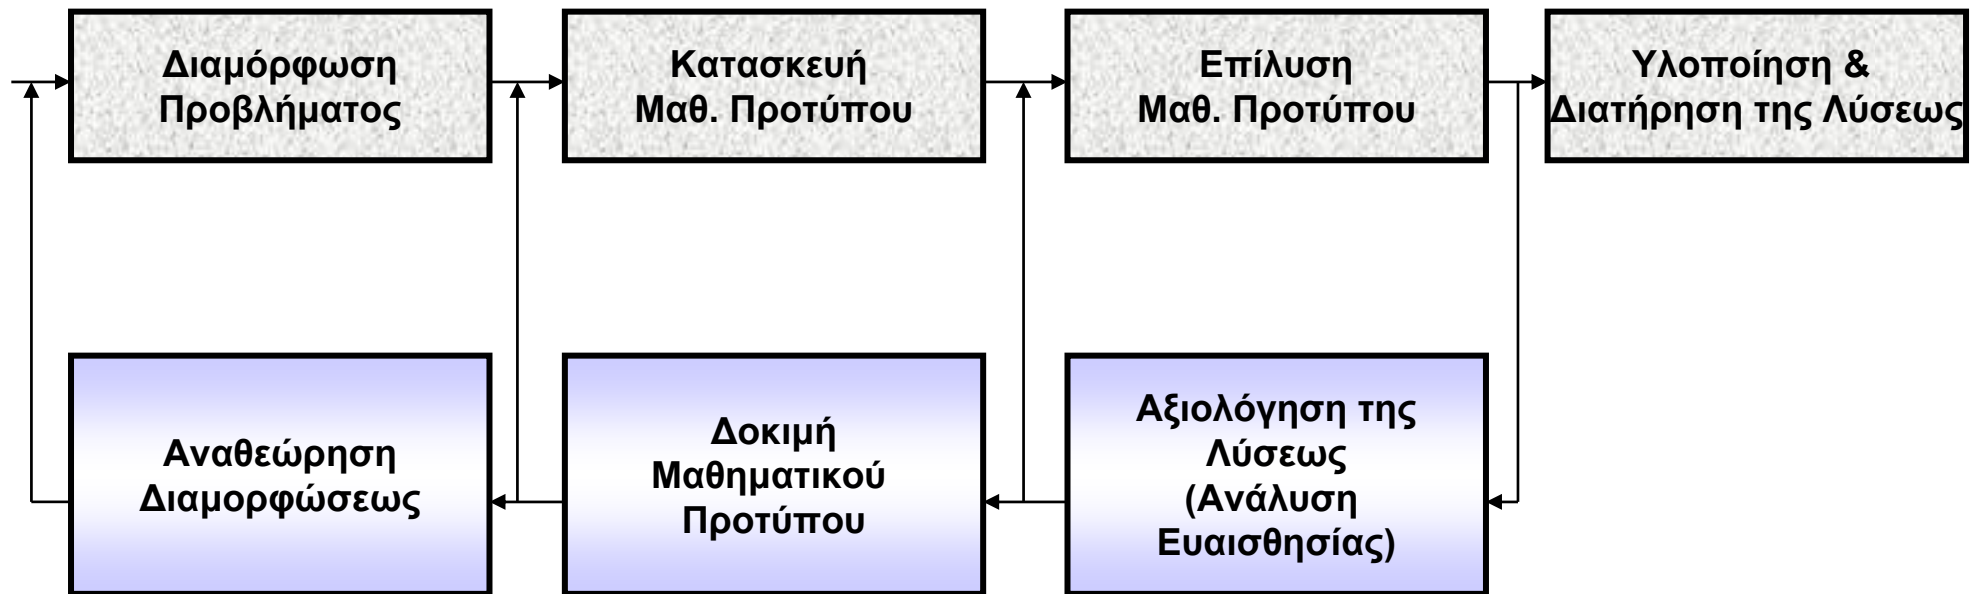 Διαμόρφωση
Προβλήματος
Κατασκευή
Μαθ. Προτύπου
Επίλυση
Μαθ. Προτύπου
Υλοποίηση &
Διατήρηση της Λύσεως
Αναθεώρηση
Διαμορφώσεως
Δοκιμή
Μαθηματικού
Προτύπου
Αξιολόγηση της
Λύσεως
(Ανάλυση
Ευαισθησίας)